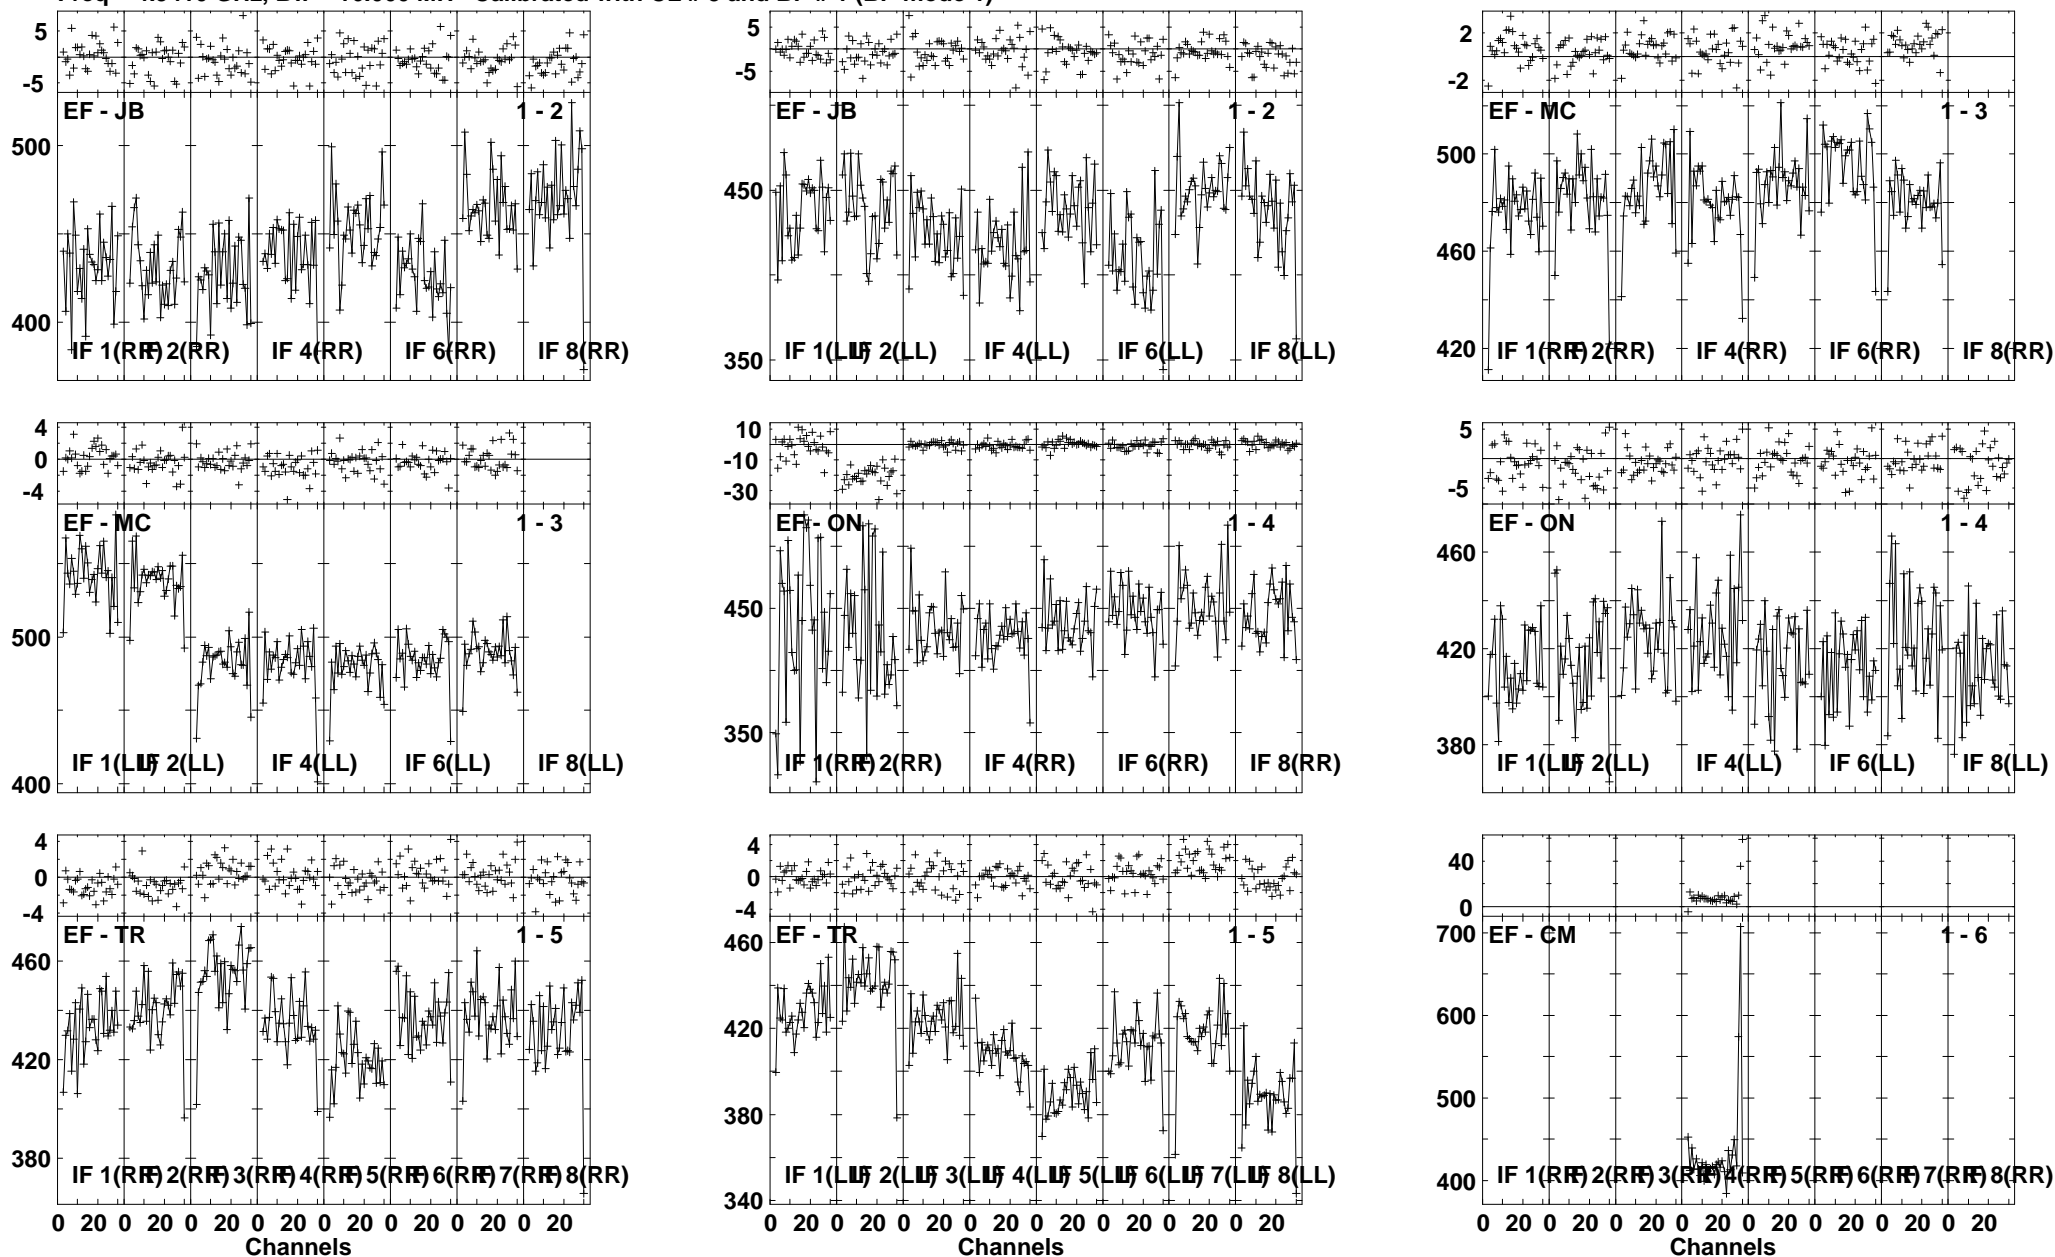 5
-5
EF - JB 1 - 2
500
400
IF 1(RR) IF 2(RR) IF 4(RR) IF 6(RR) IF 8(RR)
5
-5
EF - JB 1 - 2
450
350
IF 1(LL) IF 2(LL) IF 4(LL) IF 6(LL) IF 8(LL)
2
-2
EF - MC 1 - 3
500
460
420
IF 1(RR) IF 2(RR) IF 4(RR) IF 6(RR) IF 8(RR)
4
0
-4
EF - MC 1 - 3
500
400
IF 1(LL) IF 2(LL) IF 4(LL) IF 6(LL) IF 8(LL)
10
-10
-30
EF - ON 1 - 4
450
350
IF 1(RR) IF 2(RR) IF 4(RR) IF 6(RR) IF 8(RR)
5
-5
EF - ON 1 - 4
460
420
380
IF 1(LL) IF 2(LL) IF 4(LL) IF 6(LL) IF 8(LL)
4
0
-4
EF - TR 1 - 5
460
420
380
IF 1(RR) IF 2(RR) IF 3(RR) IF 4(RR) IF 5(RR) IF 6(RR) IF 7(RR) IF 8(RR)
0 20 0 20 0 20 0 20 0 20 0 20 0 20 0 20
Channels
4
0
-4
EF - TR 1 - 5
460
420
380
340
IF 1(LL) IF 2(LL) IF 3(LL) IF 4(LL) IF 5(LL) IF 6(LL) IF 7(LL) IF 8(LL)
0 20 0 20 0 20 0 20 0 20 0 20 0 20 0 20
Channels
40
0
EF - CM 1 - 6
700
600
500
400
IF 1(RR) IF 2(RR) IF 3(RR) IF 4(RR) IF 5(RR) IF 6(RR) IF 7(RR) IF 8(RR)
0 20 0 20 0 20 0 20 0 20 0 20 0 20 0 20
Channels